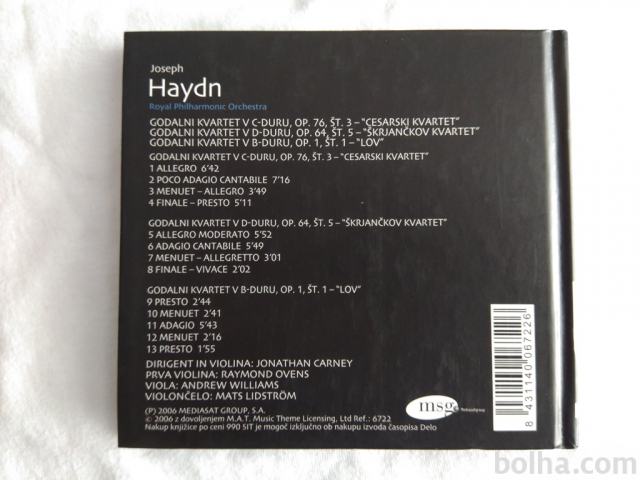 Joseph
Haydn
Royal Philharmonic Orchestra
GODALNI KVARTET V C-DURU, OP. 76, ŠT. 3 – "CESARSKI KVARTET"
GODALNI KVARTET V D-DURU, OP. 64, ŠT. 5 – "ŠKRJANČKOV KVARTET"
GODALNI KVARTET V B-DURU, OP. 1, ŠT. 1 – "LOV"
GODALNI KVARTET V C-DURU, OP. 76, ŠT. 3 – "CESARSKI KVARTET"
1 ALLEGRO 6'42
2 POCO ADAGIO CANTABILE 7'16
3 MENUET – ALLEGRO 3'49
4 FINALE – PRESTO 5'11
GODALNI KVARTET V D-DURU, OP. 64, ŠT. 5 – "ŠKRJANČKOV KVARTET"
5 ALLEGRO MODERATO 5'52
6 ADAGIO CANTABILE 5'49
7 MENUET – ALLEGRETTO 3'01
8 FINALE – VIVACE 2'02
GODALNI KVARTET V B-DURU, OP. 1, ŠT. 1 – "LOV"
9 PRESTO 2'44
10 MENUET 2'41
11 ADAGIO 5'43
12 MENUET 2'16
13 PRESTO 1'55
DIRIGENT IN VIOLINA: JONATHAN CARNEY
PRVA VIOLINA: RAYMOND OVENS
VIOLA: ANDREW WILLIAMS
VIOLONČELO: MATS LIDSTRÖM
(P) 2006 MEDIASAT GROUP, S.A.
© 2006 z dovoljenjem M.A.T. Music Theme Licensing, Ltd Ref.: 6722
Nakup knjižice po ceni 990 SIT je mogoč izključno ob nakupu izvoda časopisa Delo
msg
8 431140 067226
bolha.com